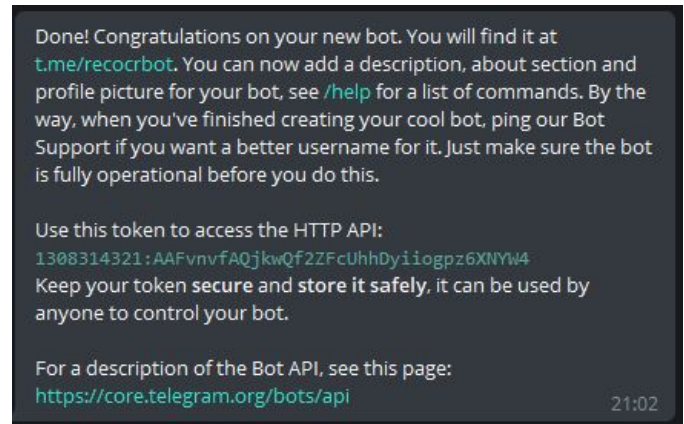 Done! Congratulations on your new bot. You will find it at
t.me/recocrbot. You can now add a description, about section and
profile picture for your bot, see /help for a list of commands. By the
way, when you've finished creating your cool bot, ping our Bot
Support if you want a better username for it. Just make sure the bot
is fully operational before you do this.
Use this token to access the HTTP API:
1308314321:AAFvnvfAQjkwQf2ZFcUhhDyiiogpz6XNYW4
Keep your token secure and store it safely, it can be used by
anyone to control your bot.
For a description of the Bot API, see this page:
https://core.telegram.org/bots/api
21:02